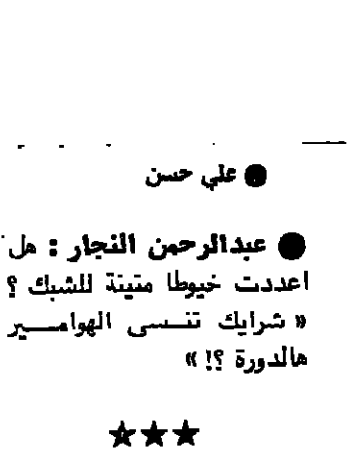 ● علي حسن
● عبدالرحمن النجار : هل
اعددت خيوطا متينة للشبك ؟
« شرايك تنسى الهوامير
هالدورة ؟! »
★★★